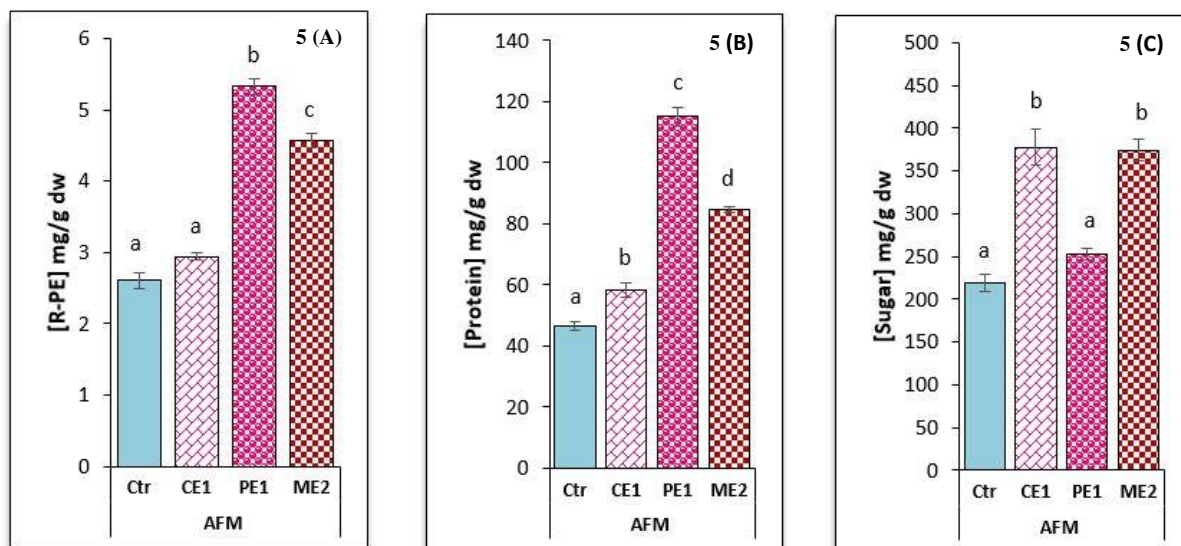 5 (A)
[R-PE] mg/g dw
6
5
4
3
2
1
0
a
a
b
c
Ctr CE1 PE1 ME2
AFM
5 (B)
[Protein] mg/g dw
140
120
100
80
60
40
20
0
a
b
c
d
Ctr CE1 PE1 ME2
AFM
5 (C)
[Sugar] mg/g dw
500
450
400
350
300
250
200
150
100
50
0
a
b
a
b
Ctr CE1 PE1 ME2
AFM